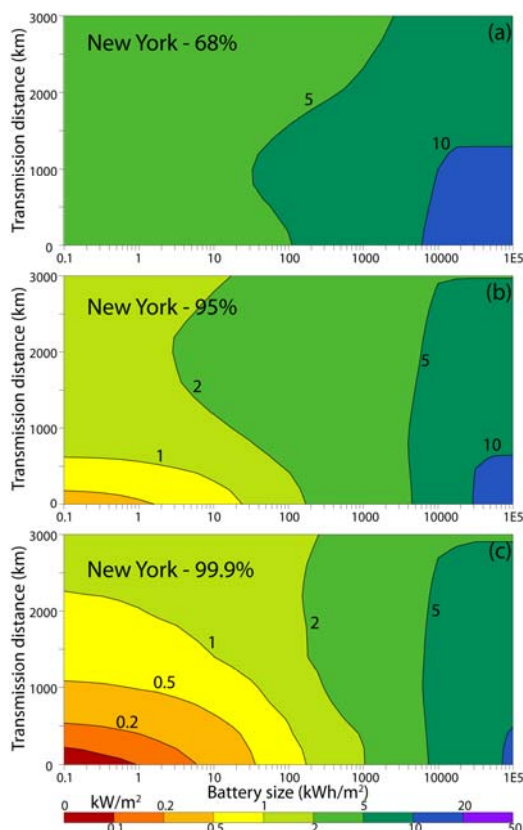 3000
New York - 68%
(a)
Transmission distance (km)
2000
5
10
1000
0
0.1 1 10 100 1000 10000 1E5
3000
New York - 95%
(b)
Transmission distance (km)
2000
2
5
1000
1
10
0
0.1 1 10 100 1000 10000 1E5
3000
New York - 99.9%
(c)
Transmission distance (km)
2000
1
2
5
1000
0.5
0.2
0
0.1 1 10 100 1000 10000 1E5
Battery size (kWh/m²)
0 kW/m² 0.2 1 5 10 20
0.1 0.5 2 10 50